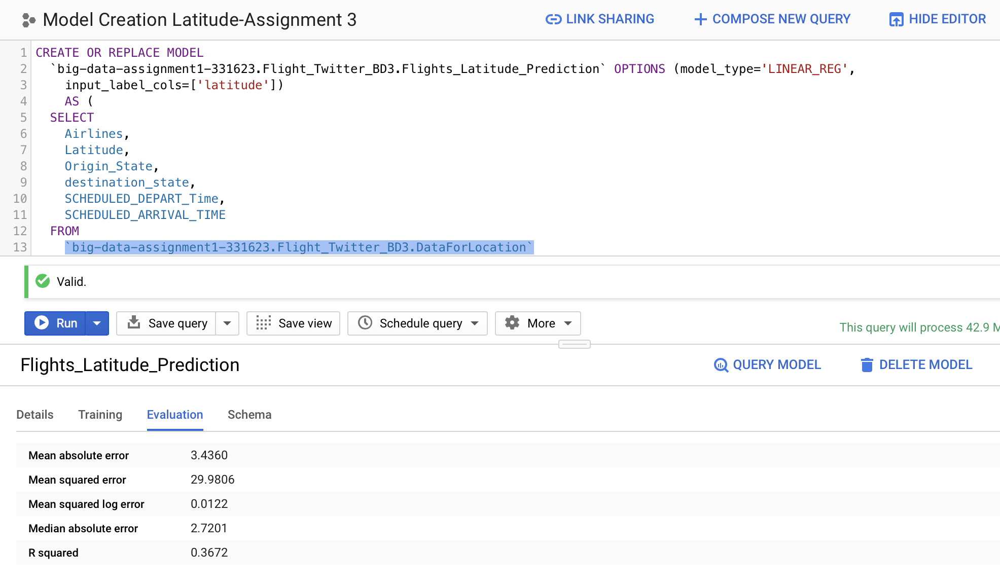 Model Creation Latitude-Assignment 3 LINK SHARING COMPOSE NEW QUERY HIDE EDITOR
1 CREATE OR REPLACE MODEL
2 `big-data-assignment1-331623.Flight_Twitter_BD3.Flights_Latitude_Prediction` OPTIONS (model_type='LINEAR_REG',
3 input_label_cols=['latitude'])
4 AS (
5 SELECT
6 Airlines,
7 Latitude,
8 Origin_State,
9 destination_state,
10 SCHEDULED_DEPART_Time,
11 SCHEDULED_ARRIVAL_TIME
12 FROM
13 `big-data-assignment1-331623.Flight_Twitter_BD3.DataForLocation`
Valid.
Run Save query Save view Schedule query More
This query will process 42.9 M
Flights_Latitude_Prediction QUERY MODEL DELETE MODEL
Details Training Evaluation Schema
Mean absolute error 3.4360
Mean squared error 29.9806
Mean squared log error 0.0122
Median absolute error 2.7201
R squared 0.3672